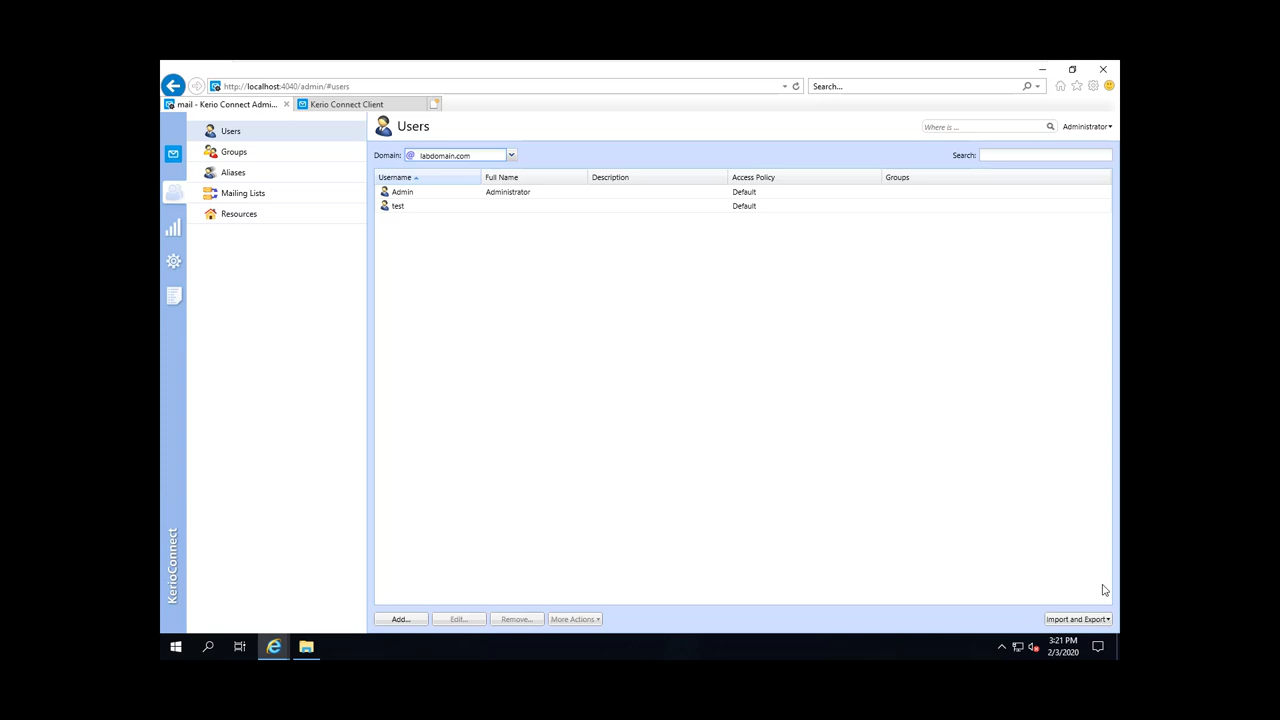 http://localhost:4040/admin/#users
Search...
mail - Kerio Connect Admi...
Kerio Connect Client
Users
Groups
Aliases
Mailing Lists
Resources
KerioConnect
Users
Where is ...
Administrator
Domain: @ labdomain.com
Search:
Username Full Name Description Access Policy Groups
Admin Administrator Default
test Default
Add... Edit... Remove... More Actions Import and Export
3:21 PM
2/3/2020